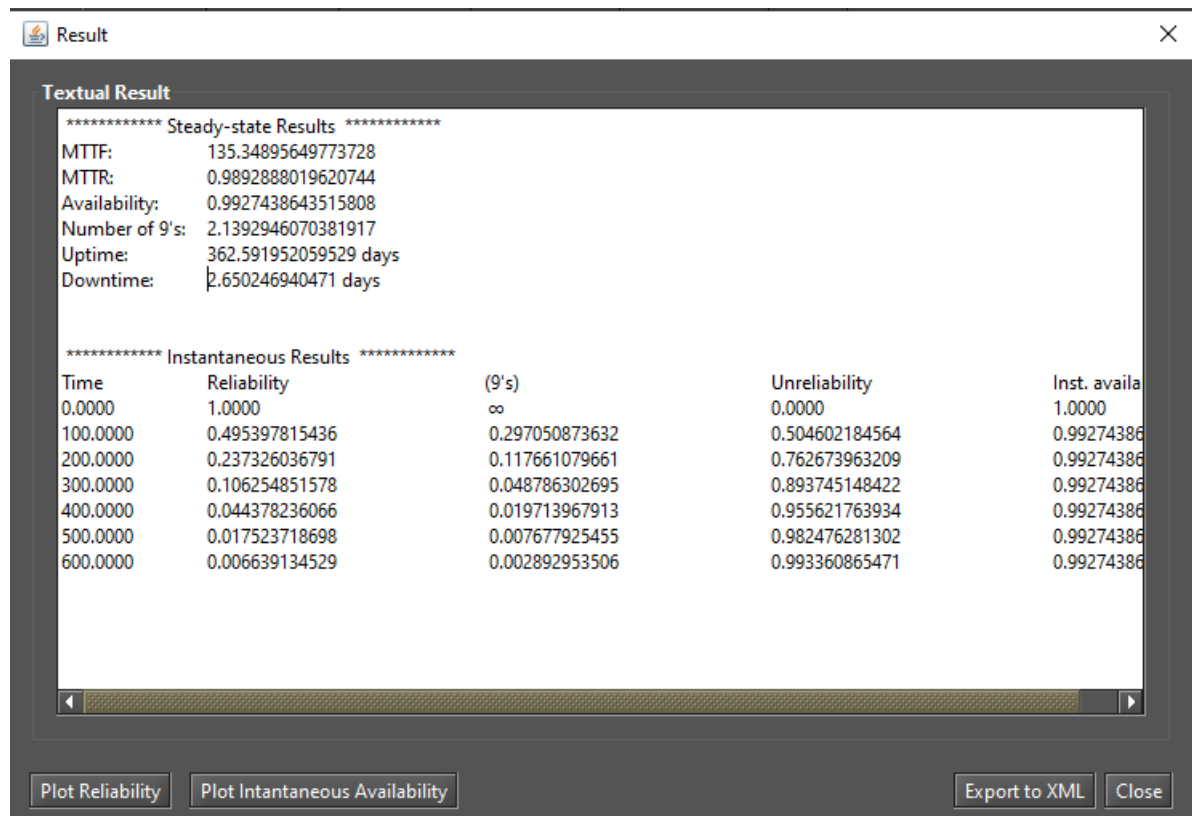 Result
Textual Result
************ Steady-state Results ************
MTTF: 135.34895649773728
MTTR: 0.9892888019620744
Availability: 0.9927438643515808
Number of 9's: 2.1392946070381917
Uptime: 362.591952059529 days
Downtime: 2.650246940471 days
************ Instantaneous Results ************
Time Reliability (9's) Unreliability Inst. availa
0.0000 1.0000 ∞ 0.0000 1.0000
100.0000 0.495397815436 0.297050873632 0.504602184564 0.99274386
200.0000 0.237326036791 0.117661079661 0.762673963209 0.99274386
300.0000 0.106254851578 0.048786302695 0.893745148422 0.99274386
400.0000 0.044378236066 0.019713967913 0.955621763934 0.99274386
500.0000 0.017523718698 0.007677925455 0.982476281302 0.99274386
600.0000 0.006639134529 0.002892953506 0.993360865471 0.99274386
Plot Reliability Plot Intantaneous Availability Export to XML Close